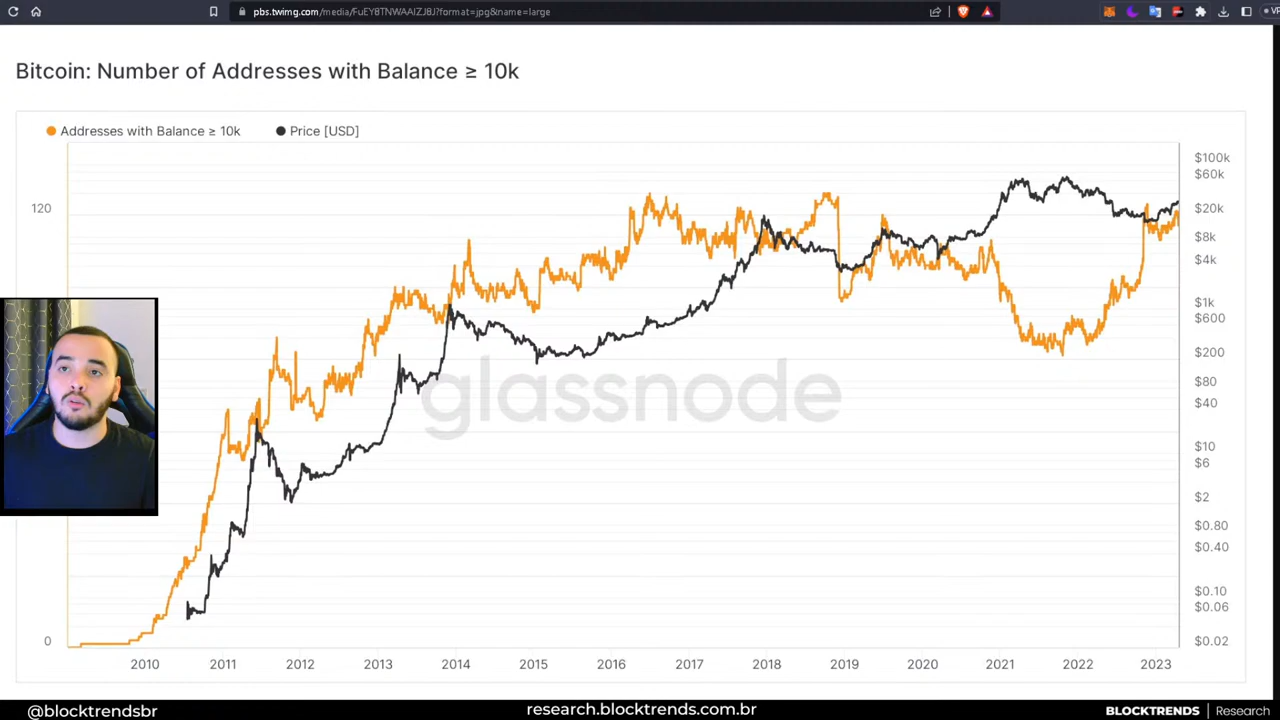 pbs.twimg.com/media/FuEY8TNWAAIZJ8J?format=jpg&name=large
VP
Bitcoin: Number of Addresses with Balance ≥ 10k
Addresses with Balance ≥ 10k
Price [USD]
$100k
$60k
120
$20k
$8k
$4k
$1k
$600
$200
glassnode
$80
$40
$10
$6
$2
$0.80
$0.40
$0.10
$0.06
0
$0.02
2010 2011 2012 2013 2014 2015 2016 2017 2018 2019 2020 2021 2022 2023
@blocktrendsbr
research.blocktrends.com.br
BLOCKTRENDS | Research